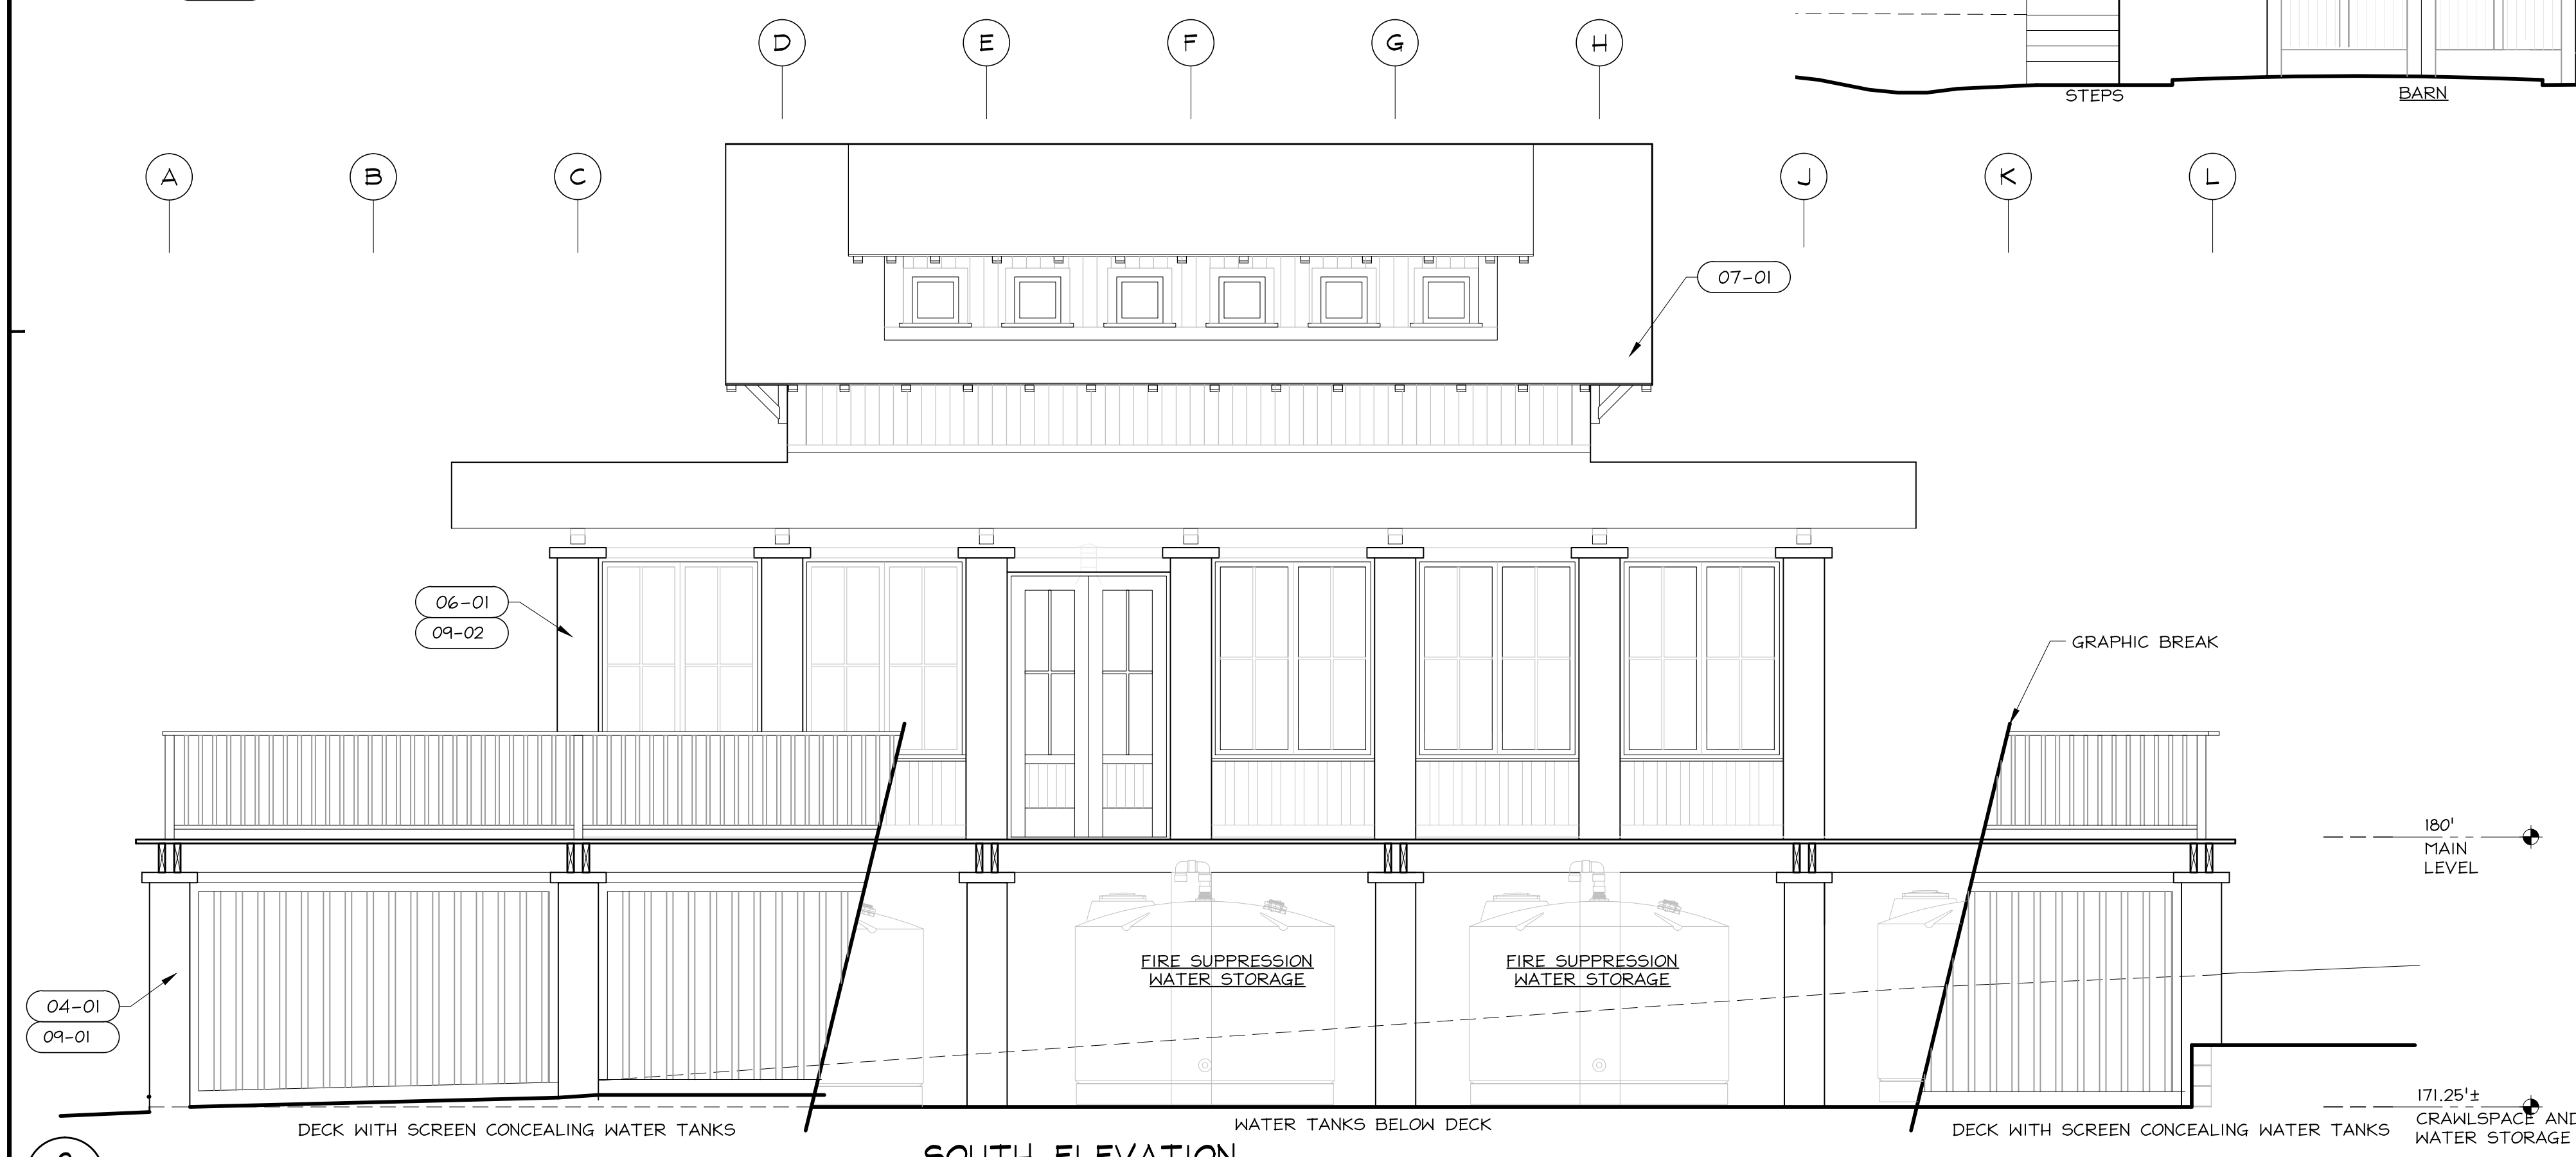 D
E
F
G
H
STEPS
BARN
A
B
C
J
K
L
07-01
06-01
09-02
GRAPHIC BREAK
180'
MAIN
LEVEL
FIRE SUPPRESSION
WATER STORAGE
FIRE SUPPRESSION
WATER STORAGE
04-01
09-01
171.25'±
CRAWLSPACE AND
WATER STORAGE
DECK WITH SCREEN CONCEALING WATER TANKS
WATER TANKS BELOW DECK
DECK WITH SCREEN CONCEALING WATER TANKS
SOUTH ELEVATION